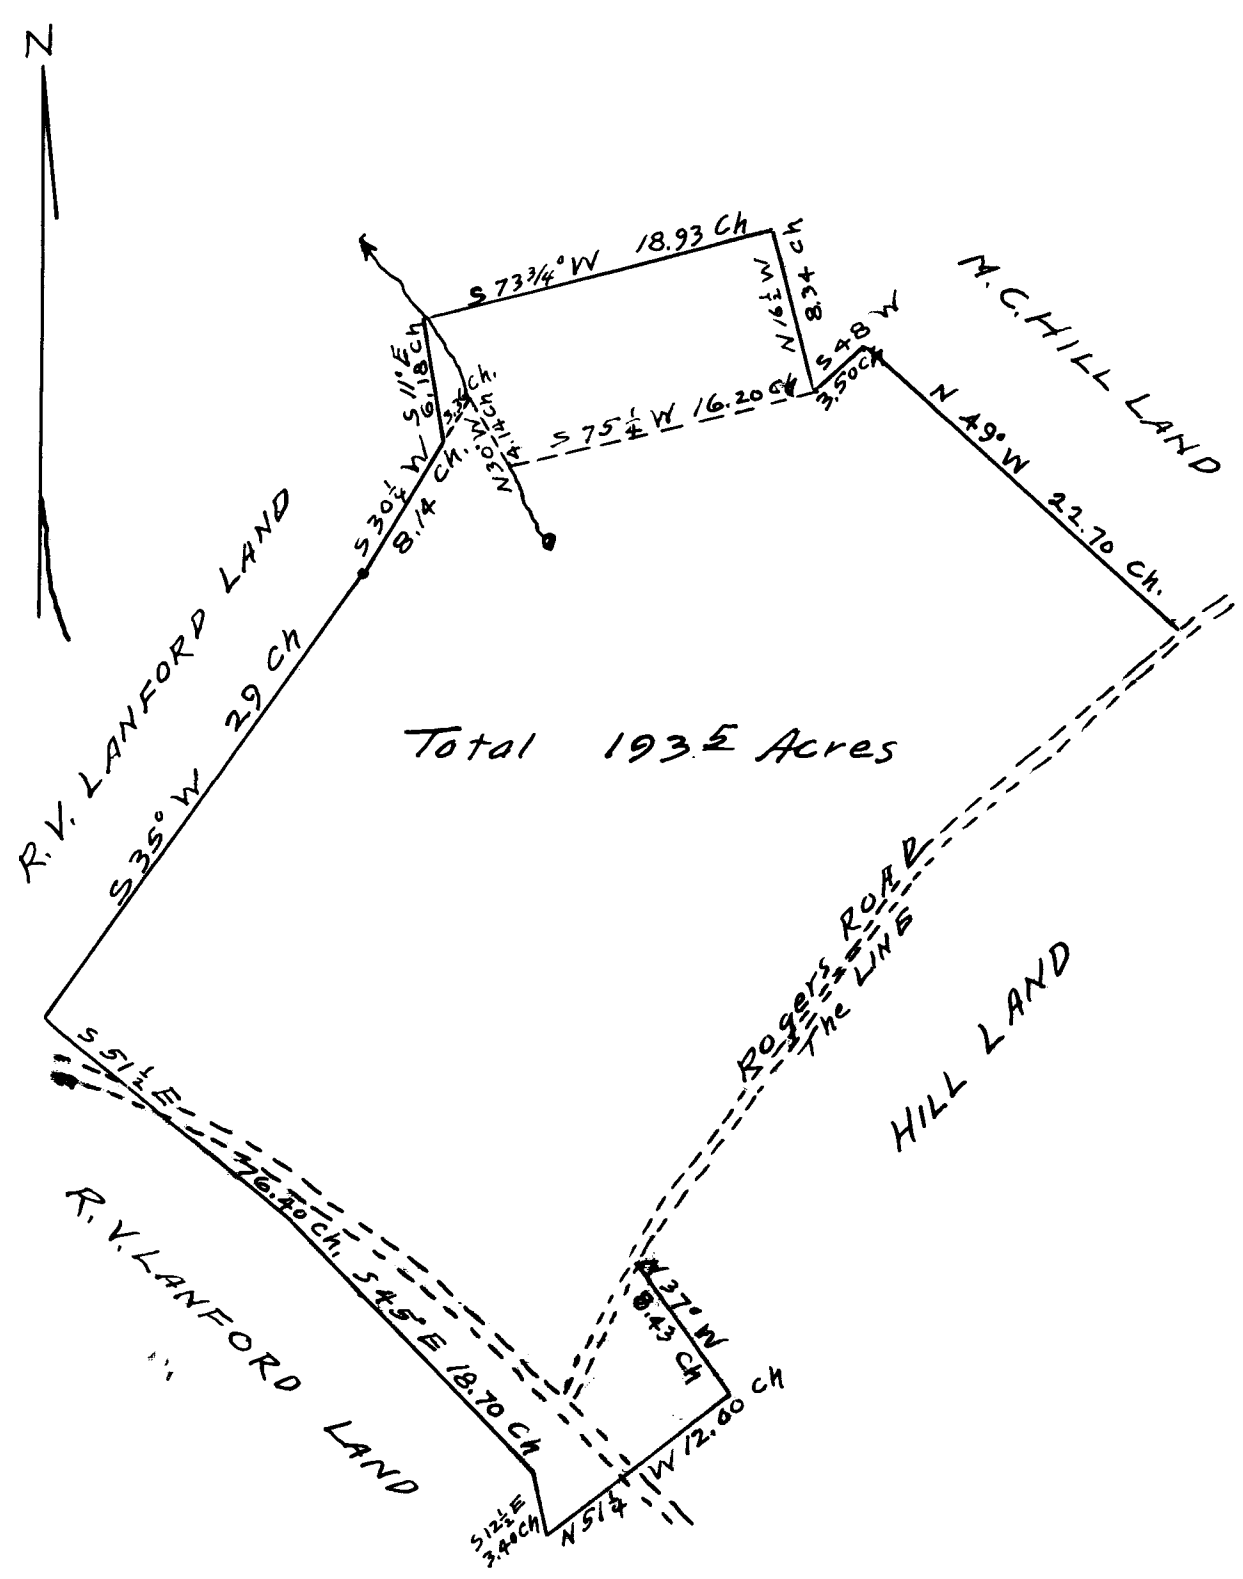 N
S 73 3/4° W 18.93 Ch
N 16 1/2 W
8.34 ch
S 48 W
3.50 ch
M. C. HILL LAND
N 49° W 22.70 Ch.
S 11° E
6.18 ch
Ch.
N 30° W
4.14 ch
S 75 1/4 W 16.20 ch
S 30 1/4 W
8.14 Ch.
R. V. LANFORD LAND
S 35° W 29 Ch
Total 193.5 Acres
Rogers ROAD
The LINE
HILL LAND
S 51 1/2 E
76.40 Ch.
S 45° E 18.70 Ch
R. V. LANFORD LAND
N 37° W
8.43 Ch
S 12 1/2 E
3.40 Ch
N 51 1/4 W 12.60 Ch